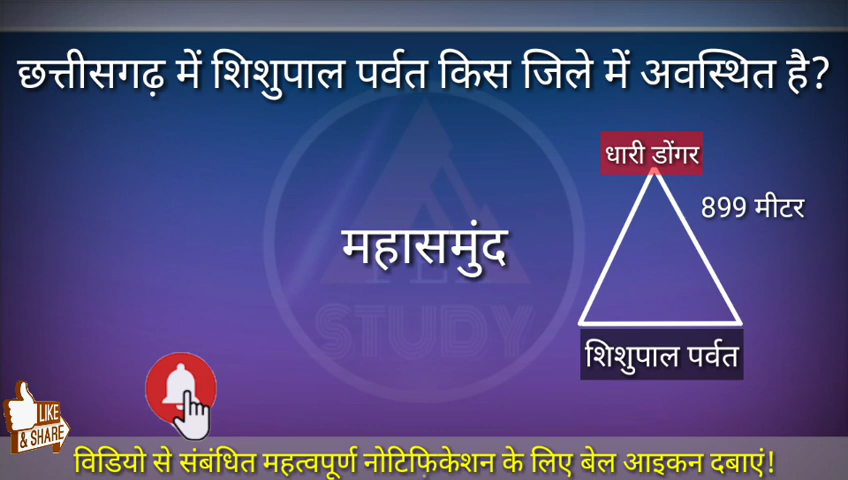 छत्तीसगढ़ में शिशुपाल पर्वत किस जिले में अवस्थित है?
धारी डोंगर
899 मीटर
महासमुंद
STUDY
शिशुपाल पर्वत
LIKE
& SHARE
विडियो से संबंधित महत्वपूर्ण नोटिफिकेशन के लिए बेल आइकन दबाएं!